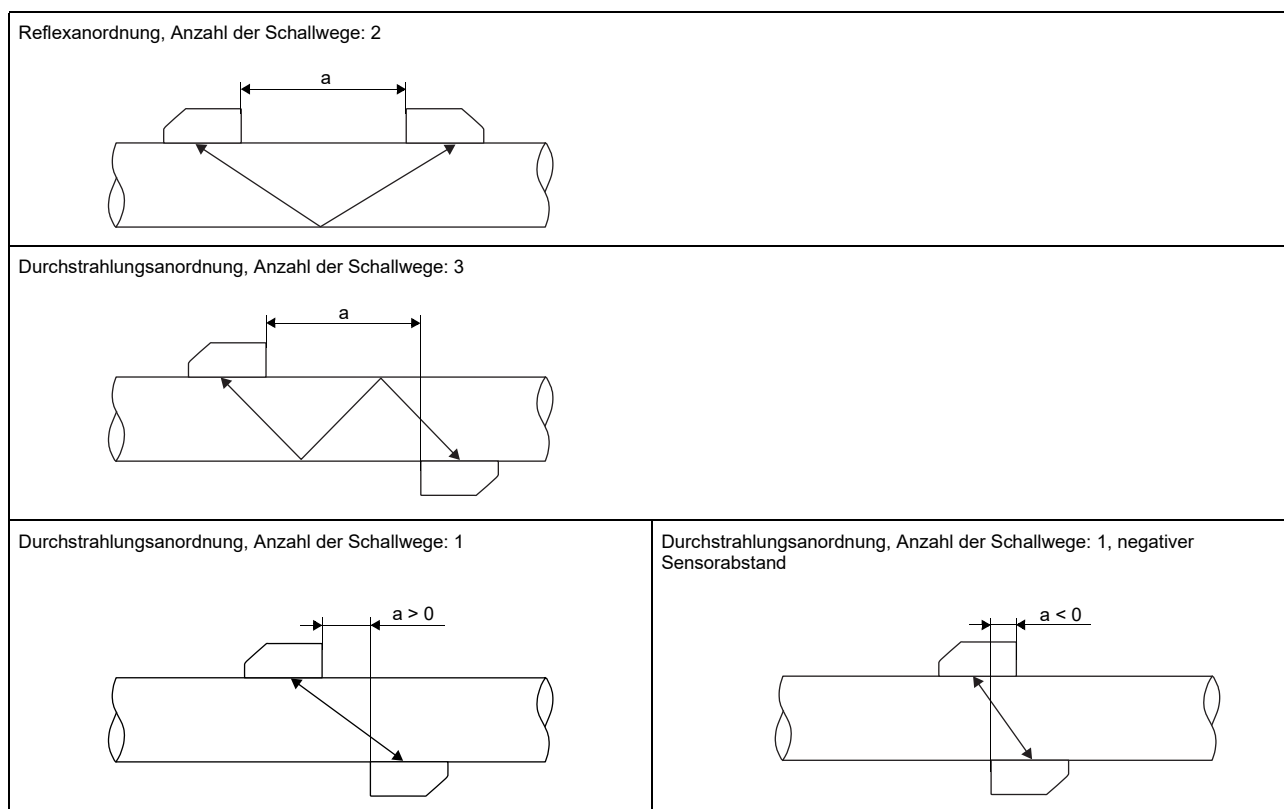 Reflexanordnung, Anzahl der Schallwege: 2
a
Durchstrahlungsanordnung, Anzahl der Schallwege: 3
a
Durchstrahlungsanordnung, Anzahl der Schallwege: 1
a > 0
Durchstrahlungsanordnung, Anzahl der Schallwege: 1, negativer
Sensorabstand
a < 0